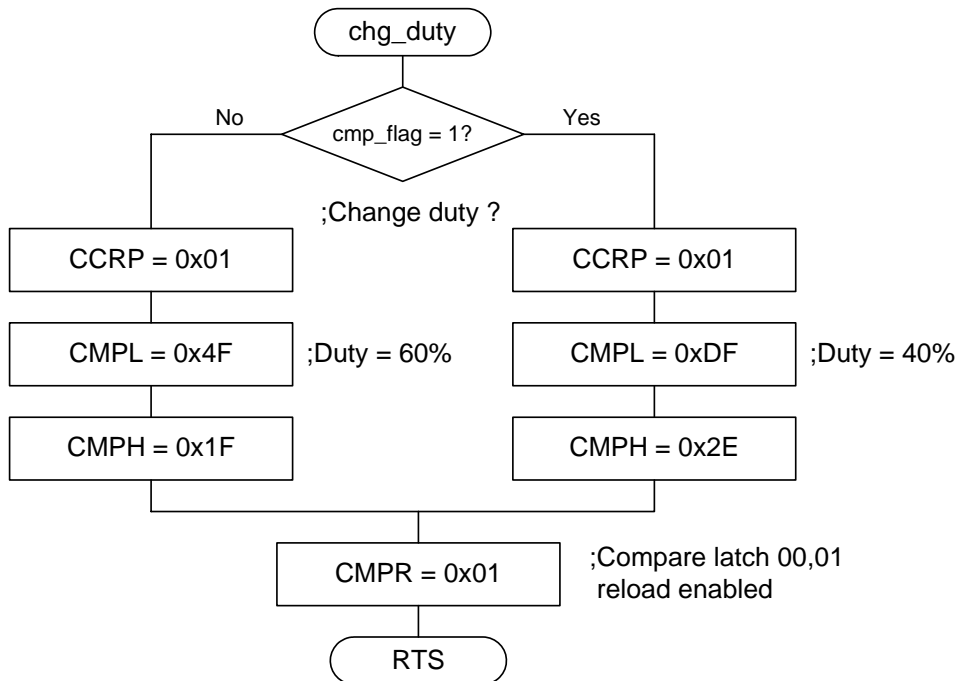 chg_duty
No
cmp_flag = 1?
Yes
;Change duty ?
CCRP = 0x01
CCRP = 0x01
CMPL = 0x4F
;Duty = 60%
CMPL = 0xDF
;Duty = 40%
CMPH = 0x1F
CMPH = 0x2E
CMPR = 0x01
;Compare latch 00,01
reload enabled
RTS